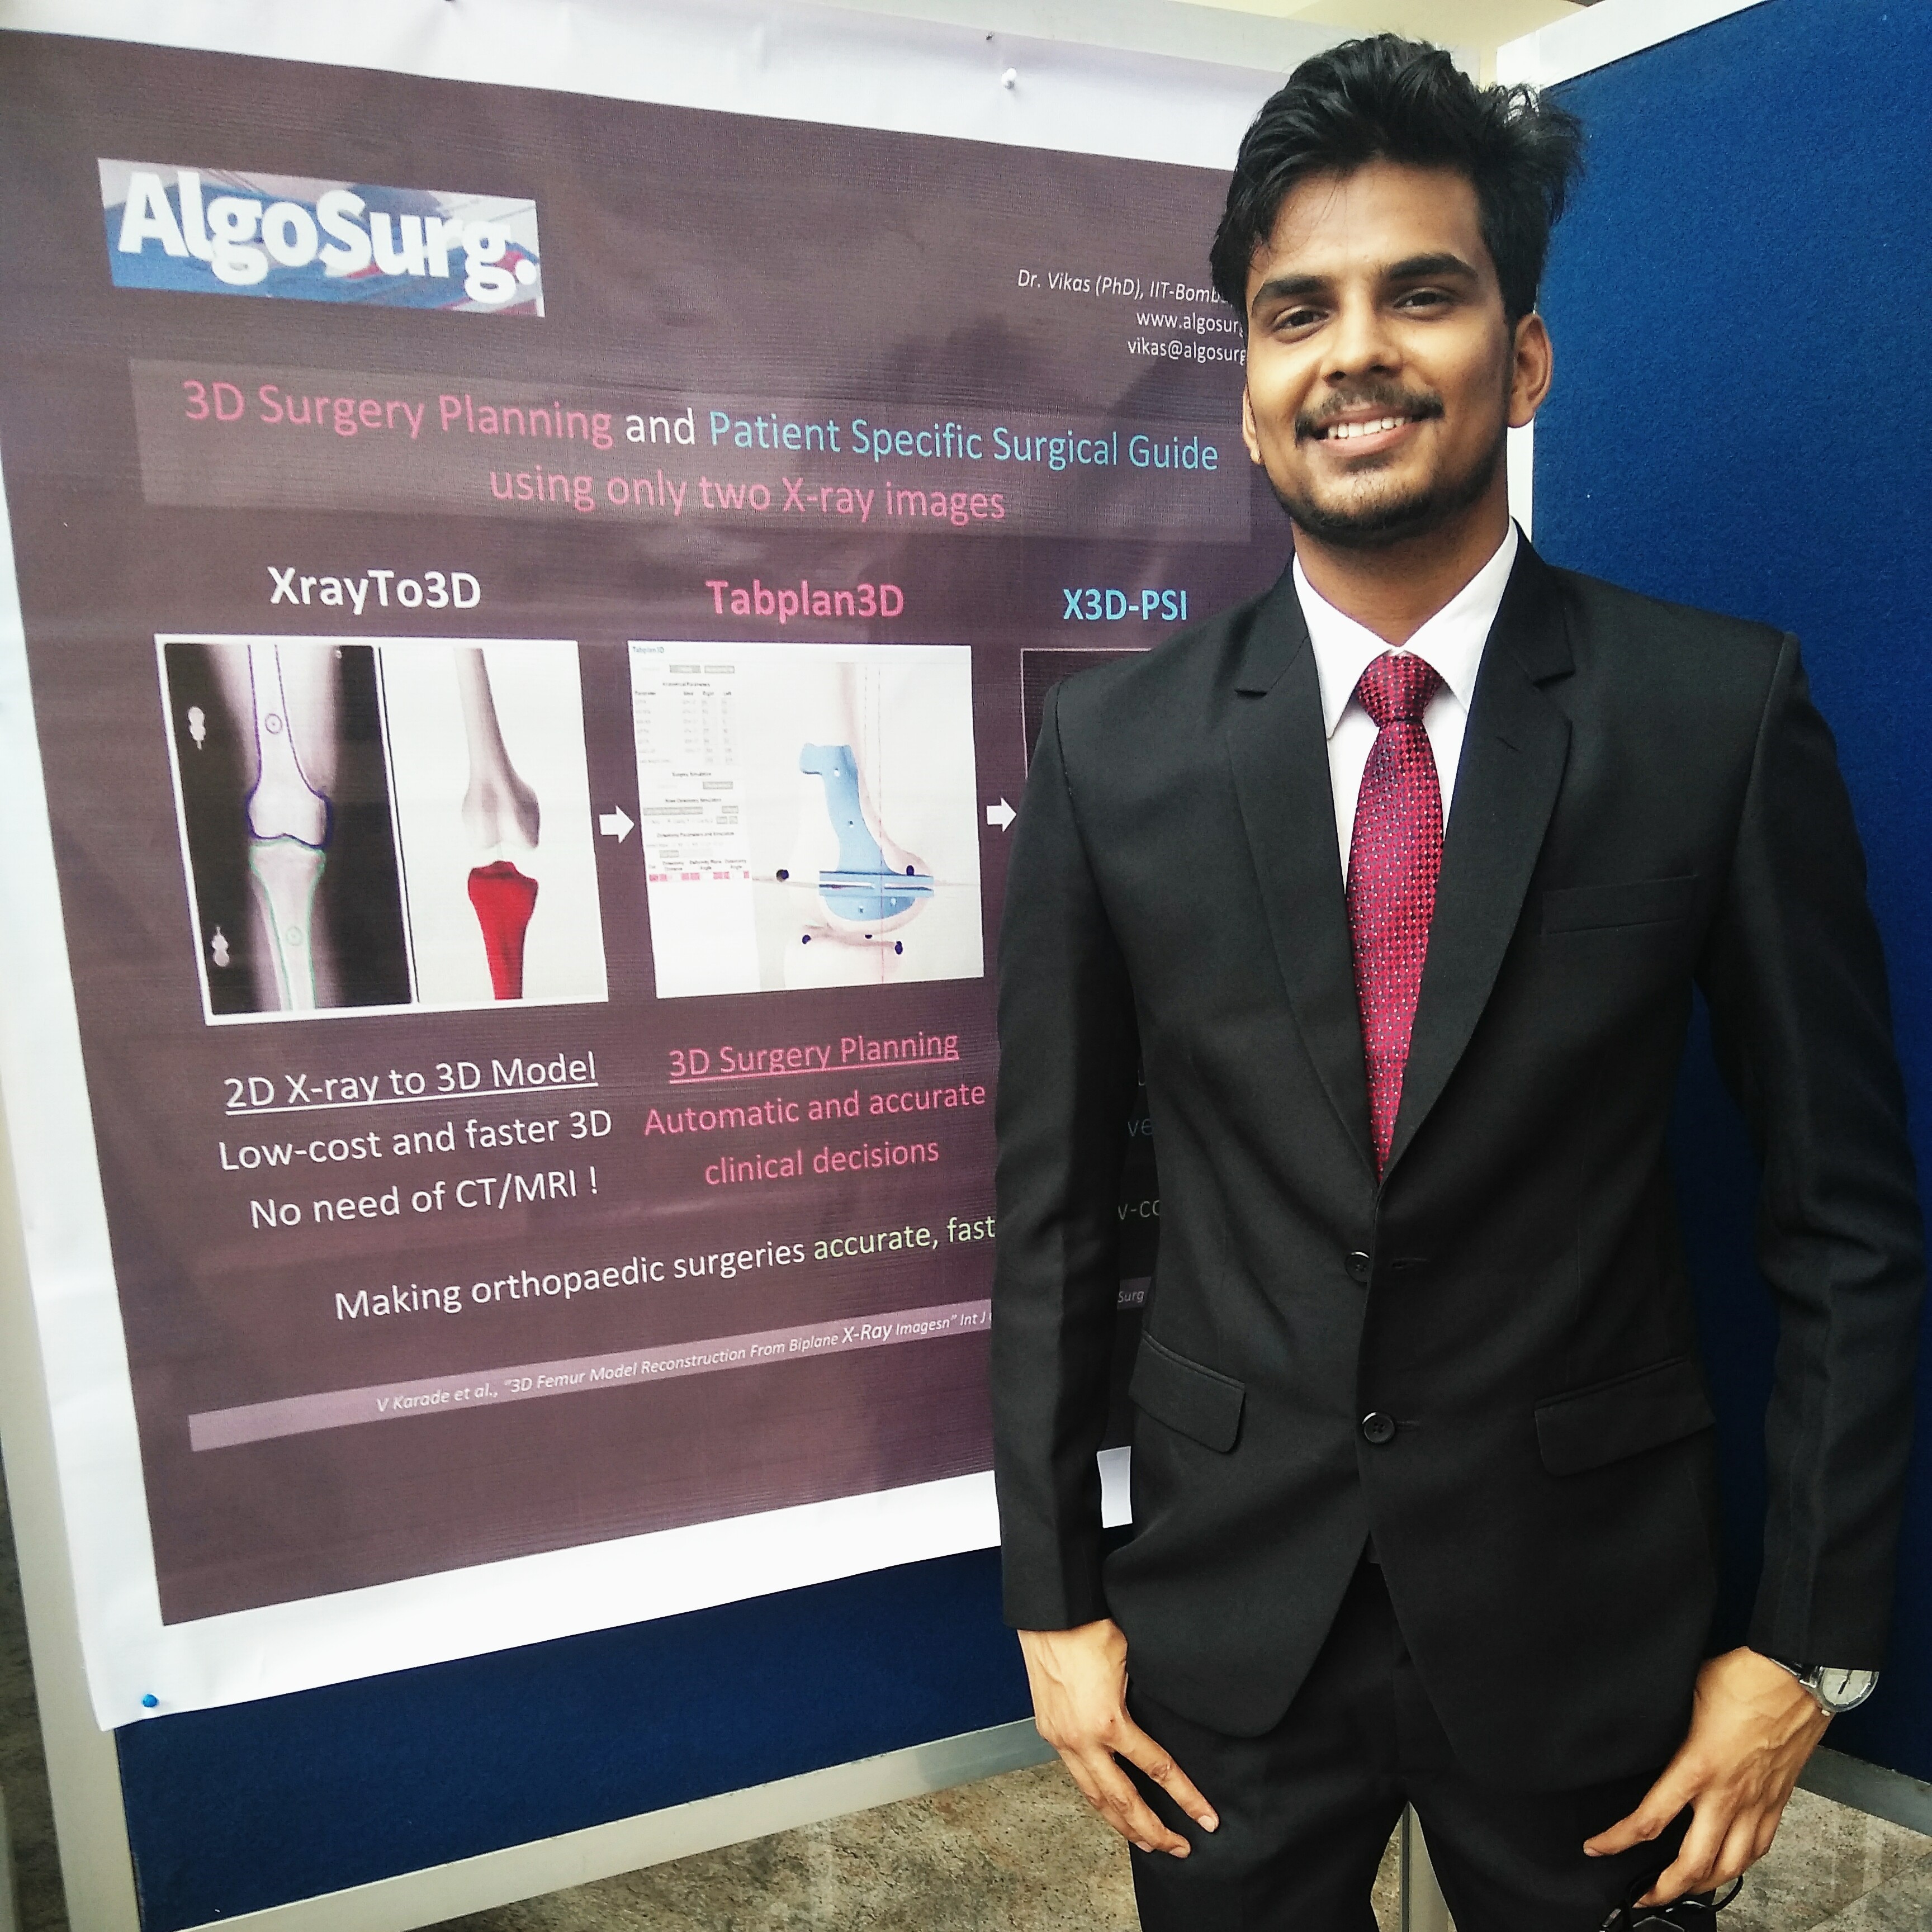 AlgoSurg.
Dr. Vikas (PhD), IIT-Bomb
www.algosurg
vikas@algosurg
3D Surgery Planning and Patient Specific Surgical Guide
using only two X-ray images
XrayTo3D
Tabplan3D
X3D-PSI
Tabplan3D
2D X-ray to 3D Model
Low-cost and faster 3D
No need of CT/MRI !
3D Surgery Planning
Automatic and accurate
clinical decisions
Making orthopaedic surgeries accurate, fast
V Karade et al., "3D Femur Model Reconstruction From Biplane X-Ray Imagesn" Int J
Surg